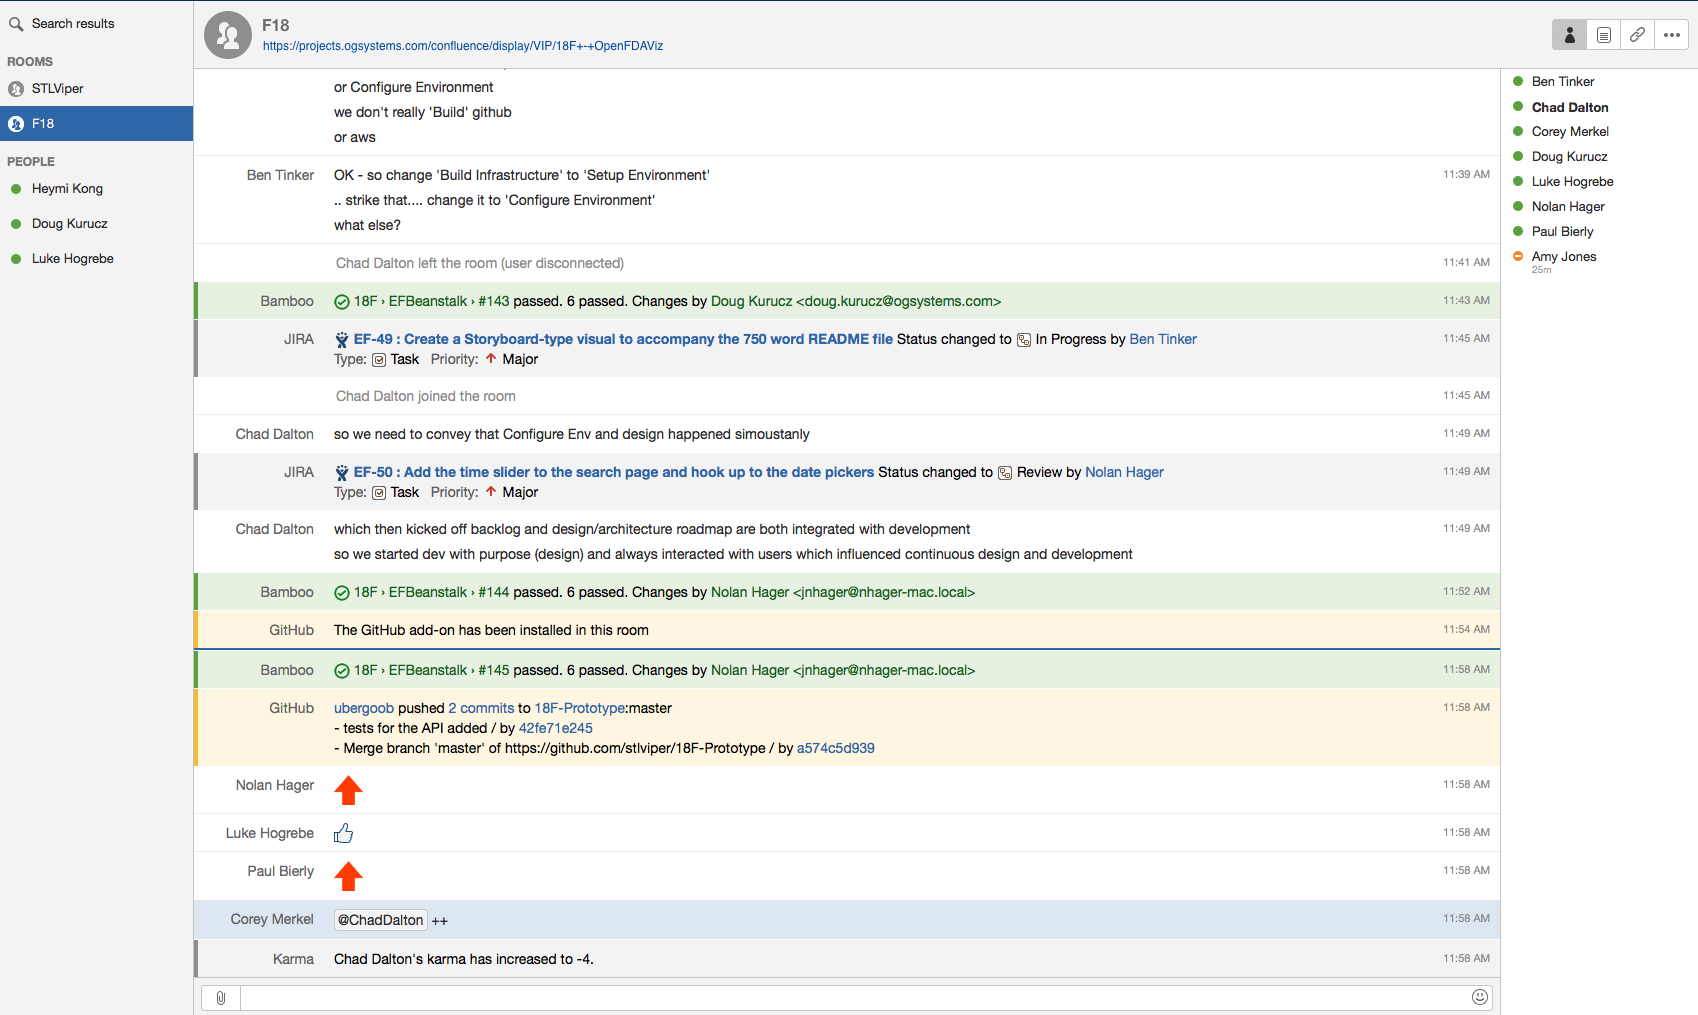 Search results
ROOMS
STLViper
F18
PEOPLE
Heymi Kong
Doug Kurucz
Luke Hogrebe
F18
https://projects.ogsystems.com/confluence/display/VIP/18F+-+OpenFDAViz
or Configure Environment
we don't really 'Build' github
or aws
Ben Tinker OK - so change 'Build Infrastructure' to 'Setup Environment' 11:39 AM
.. strike that.... change it to 'Configure Environment'
what else?
Chad Dalton left the room (user disconnected) 11:41 AM
Bamboo 18F › EFBeanstalk › #143 passed. 6 passed. Changes by Doug Kurucz <doug.kurucz@ogsystems.com> 11:43 AM
JIRA EF-49 : Create a Storyboard-type visual to accompany the 750 word README file Status changed to In Progress by Ben Tinker 11:45 AM
Type: Task Priority: Major
Chad Dalton joined the room 11:45 AM
Chad Dalton so we need to convey that Configure Env and design happened simoustanly 11:49 AM
JIRA EF-50 : Add the time slider to the search page and hook up to the date pickers Status changed to Review by Nolan Hager 11:49 AM
Type: Task Priority: Major
Chad Dalton which then kicked off backlog and design/architecture roadmap are both integrated with development 11:49 AM
so we started dev with purpose (design) and always interacted with users which influenced continuous design and development
Bamboo 18F › EFBeanstalk › #144 passed. 6 passed. Changes by Nolan Hager <jnhager@nhager-mac.local> 11:52 AM
GitHub The GitHub add-on has been installed in this room 11:54 AM
Bamboo 18F › EFBeanstalk › #145 passed. 6 passed. Changes by Nolan Hager <jnhager@nhager-mac.local> 11:58 AM
GitHub ubergoob pushed 2 commits to 18F-Prototype:master 11:58 AM
- tests for the API added / by 42fe71e245
- Merge branch 'master' of https://github.com/stlviper/18F-Prototype / by a574c5d939
Nolan Hager 11:58 AM
Luke Hogrebe 11:58 AM
Paul Bierly 11:58 AM
Corey Merkel @ChadDalton ++ 11:58 AM
Karma Chad Dalton's karma has increased to -4. 11:58 AM
Ben Tinker
Chad Dalton
Corey Merkel
Doug Kurucz
Luke Hogrebe
Nolan Hager
Paul Bierly
Amy Jones
25m